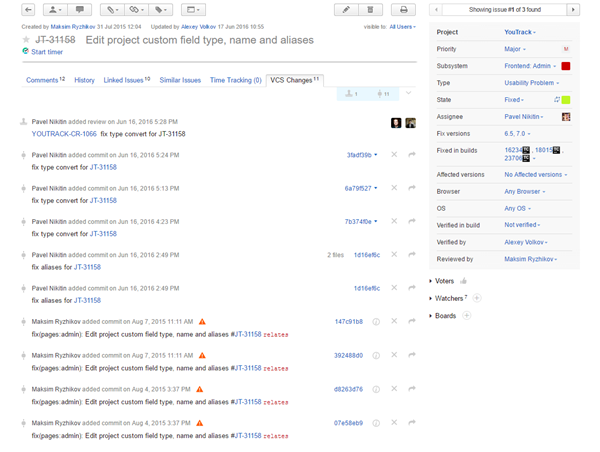 Showing issue #1 of 3 found
Created by Maksim Ryzhikov 31 Jul 2015 12:04 Updated by Alexey Volkov 17 Jun 2016 10:55 visible to: All Users
JT-31158 Edit project custom field type, name and aliases
Start timer
Comments 12 History Linked Issues 10 Similar Issues Time Tracking (0) VCS Changes 11
1 11
Pavel Nikitin added review on Jun 16, 2016 5:28 PM
YOUTRACK-CR-1066 fix type convert for JT-31158
Pavel Nikitin added commit on Jun 16, 2016 5:24 PM 3fadf39b
fix type convert for JT-31158
Pavel Nikitin added commit on Jun 16, 2016 5:13 PM 6a79f527
fix type convert for JT-31158
Pavel Nikitin added commit on Jun 16, 2016 4:23 PM 7b374f0e
fix type convert for JT-31158
Pavel Nikitin added commit on Jun 16, 2016 2:49 PM 2 files 1d16ef6c
fix aliases for JT-31158
Pavel Nikitin added commit on Jun 16, 2016 2:49 PM 1d16ef6c
fix aliases for JT-31158
Maksim Ryzhikov added commit on Aug 7, 2015 11:11 AM 147c91b8
fix(pages:admin): Edit project custom field type, name and aliases #JT-31158 relates
Maksim Ryzhikov added commit on Aug 7, 2015 11:11 AM 392488d0
fix(pages:admin): Edit project custom field type, name and aliases #JT-31158 relates
Maksim Ryzhikov added commit on Aug 4, 2015 3:37 PM d8263d76
fix(pages:admin): Edit project custom field type, name and aliases #JT-31158 relates
Maksim Ryzhikov added commit on Aug 4, 2015 3:37 PM 07e58eb9
fix(pages:admin): Edit project custom field type, name and aliases #JT-31158 relates
Project YouTrack
Priority Major M
Subsystem Frontend: Admin
Type Usability Problem
State Fixed
Assignee Pavel Nikitin
Fix versions 6.5, 7.0
Fixed in builds 16234 TC, 18015 TC,
23706 TC
Affected versions No Affected versions
Browser Any Browser
OS Any OS
Verified in build Not verified
Verified by Alexey Volkov
Reviewed by Maksim Ryzhikov
Voters
Watchers 7
Boards